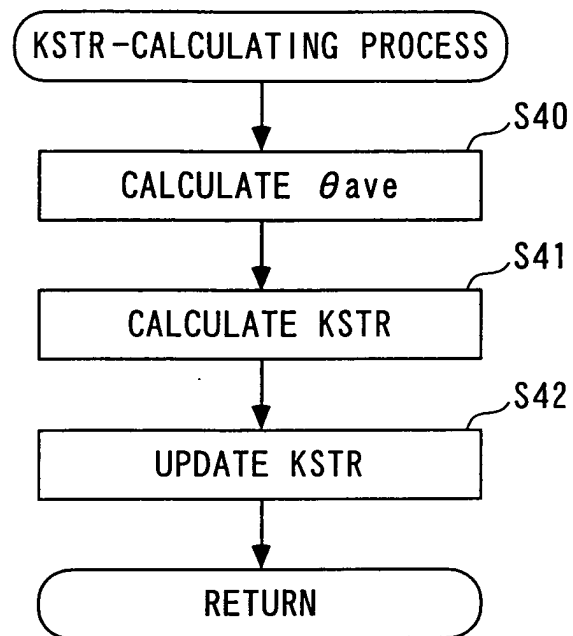 KSTR-CALCULATING PROCESS
S40
CALCULATE θave
S41
CALCULATE KSTR
S42
UPDATE KSTR
RETURN